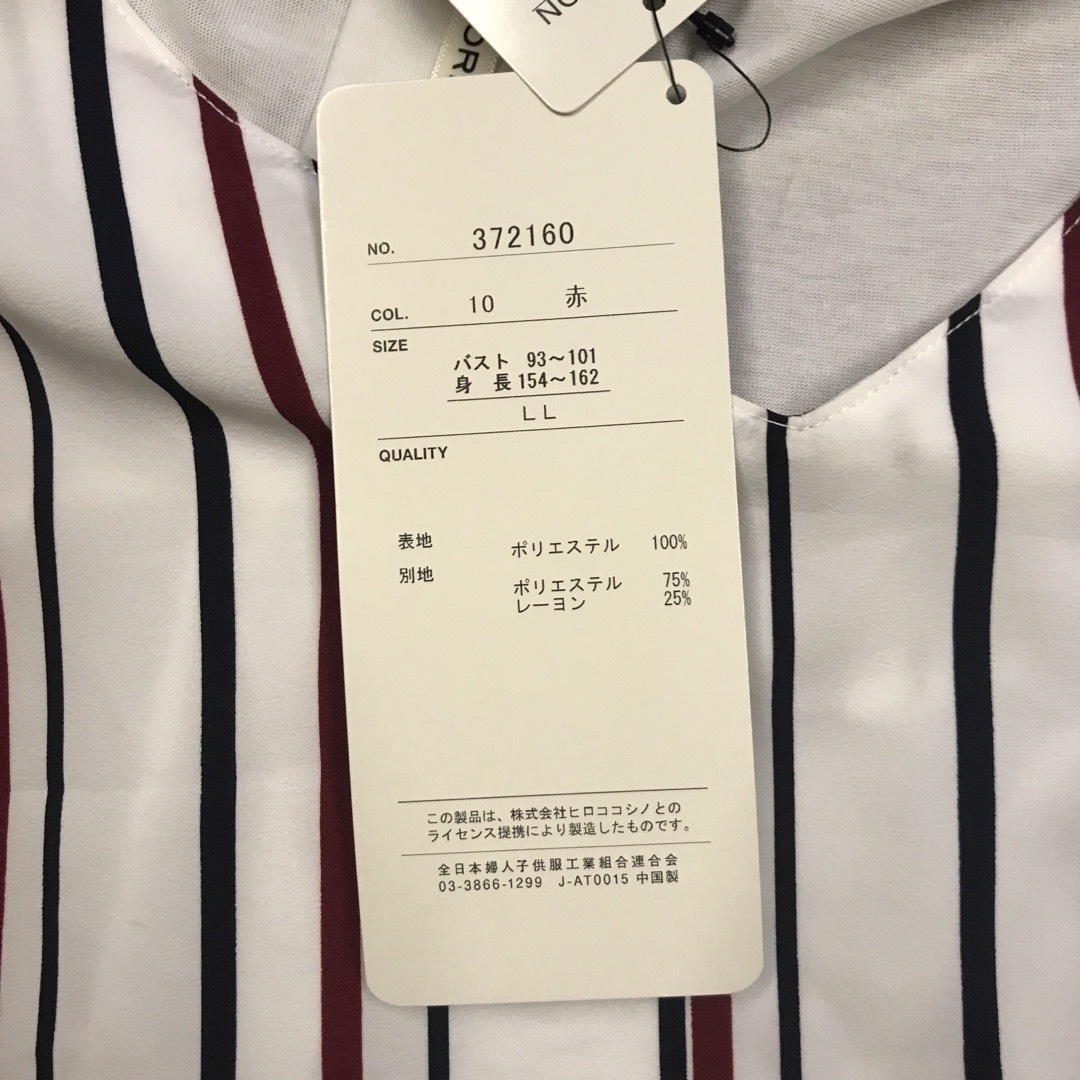 ON
OR
NO. 372160
COL. 10 赤
SIZE
バスト 93～101
身 長 154～162
LL
QUALITY
表地 ポリエステル 100%
別地 ポリエステル 75%
レーヨン 25%
この製品は、株式会社ヒロココシノとの
ライセンス提携により製造したものです。
全日本婦人子供服工業組合連合会
03-3866-1299 J-AT0015 中国製